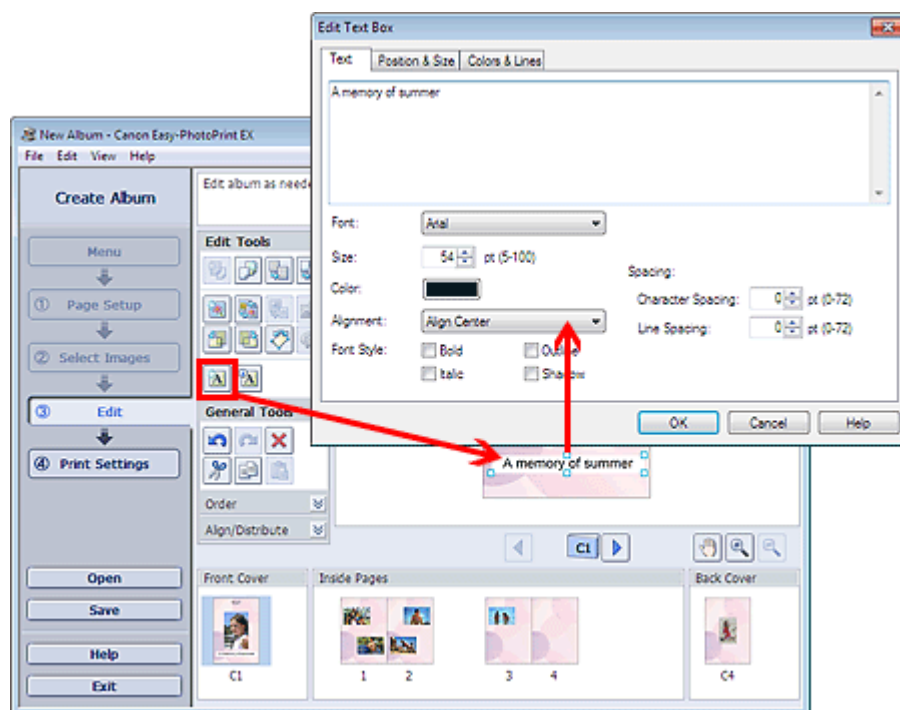 Edit Text Box
Text
Position & Size
Colors & Lines
A memory of summer
Font:
Arial
Size:
54
pt (5-100)
Color:
Alignment:
Align Center
Font Style:
Bold
Outline
Italic
Shadow
Spacing:
Character Spacing:
0
pt (0-72)
Line Spacing:
0
pt (0-72)
OK
Cancel
Help
New Album - Canon Easy-PhotoPrint EX
File Edit View Help
Create Album
Menu
① Page Setup
② Select Images
③ Edit
④ Print Settings
Open
Save
Help
Exit
Edit album as neede
Edit Tools
A
A
General Tools
Order
Align/Distribute
A memory of summer
C1
Front Cover
C1
Inside Pages
1
2
3
4
Back Cover
C4